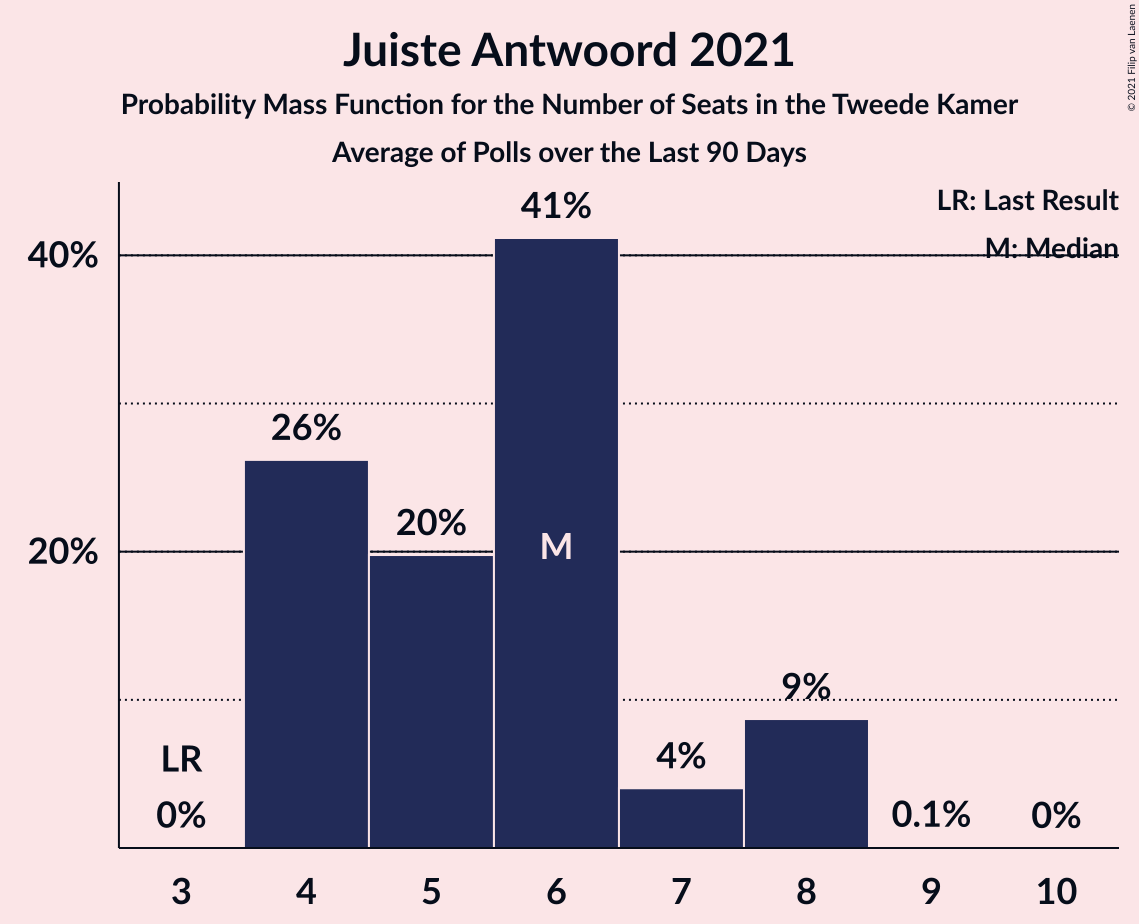 Juiste Antwoord 2021
Probability Mass Function for the Number of Seats in the Tweede Kamer
Average of Polls over the Last 90 Days
© 2021 Filip van Laenen
LR: Last Result
M: Median
40%
20%
41%
26%
20%
M
9%
4%
LR
0%
0.1%
0%
3 4 5 6 7 8 9 10